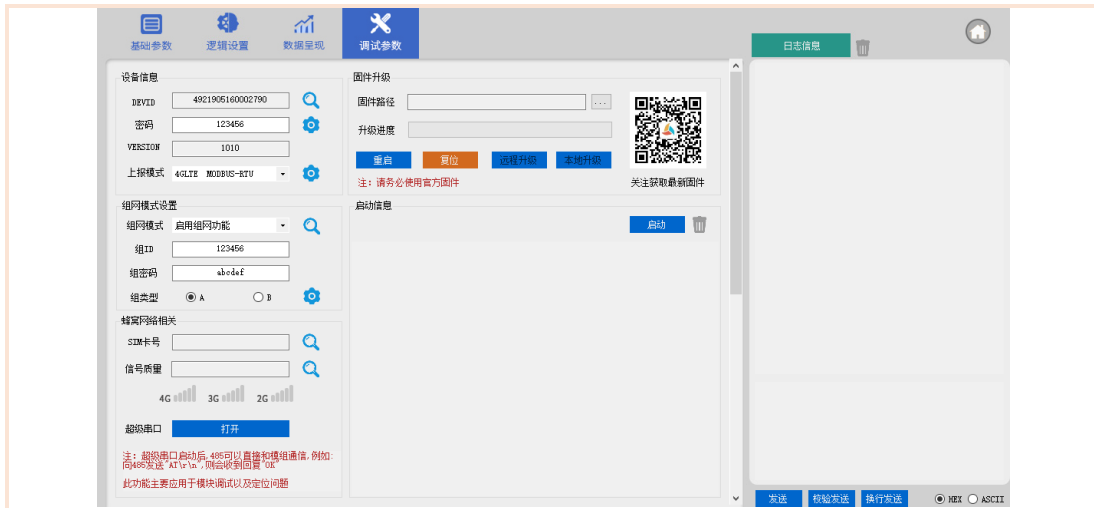 基础参数
逻辑设置
数据呈现
调试参数
日志信息
设备信息
DEVID 4921905160002790
密码 123456
VERSION 1010
上报模式 4GLTE MODBUS-RTU
组网模式设置
组网模式 启用组网功能
组ID 123456
组密码 abcdef
组类型 A B
蜂窝网络相关
SIM卡号
信号质量
4G 3G 2G
超级串口 打开
注：超级串口启动后,485可以直接和模组通信,例如:
向485发送"AT\r\n",则会收到回复"OK"
此功能主要应用于模块调试以及定位问题
固件升级
固件路径 ...
升级进度
重启 复位 远程升级 本地升级
注：请务必使用官方固件
关注获取最新固件
启动信息
启动
发送 校验发送 换行发送 HEX ASCII